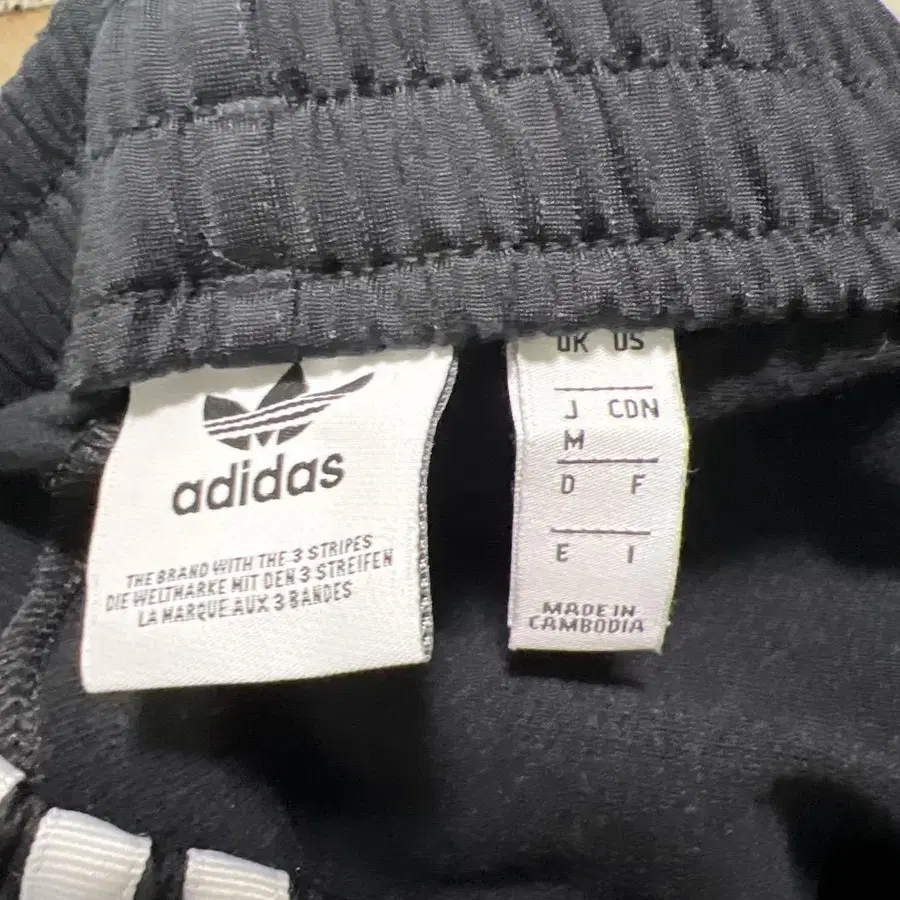 adidas
THE BRAND WITH THE 3 STRIPES
DIE WELTMARKE MIT DEN 3 STREIFEN
LA MARQUE AUX 3 BANDES
UK US
J CDN
M
D F
E I
MADE IN
CAMBODIA